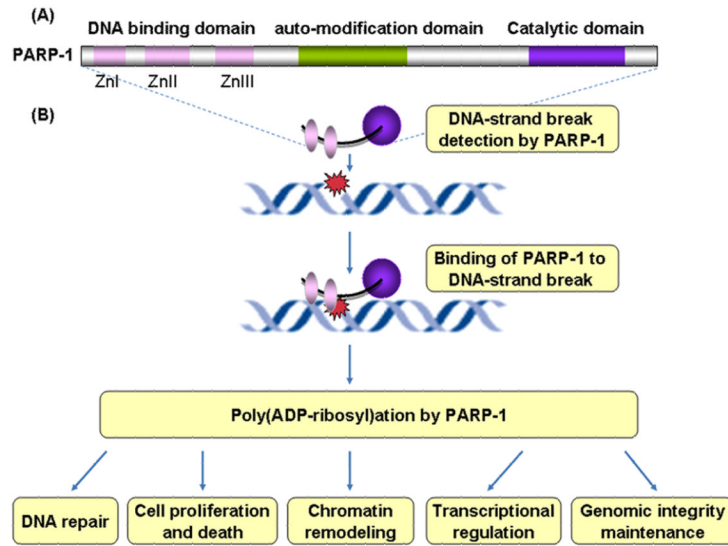 (A)
DNA binding domain auto-modification domain Catalytic domain
PARP-1
ZnI ZnII ZnIII
(B)
DNA-strand break
detection by PARP-1
Binding of PARP-1 to
DNA-strand break
Poly(ADP-ribosyl)ation by PARP-1
DNA repair
Cell proliferation
and death
Chromatin
remodeling
Transcriptional
regulation
Genomic integrity
maintenance